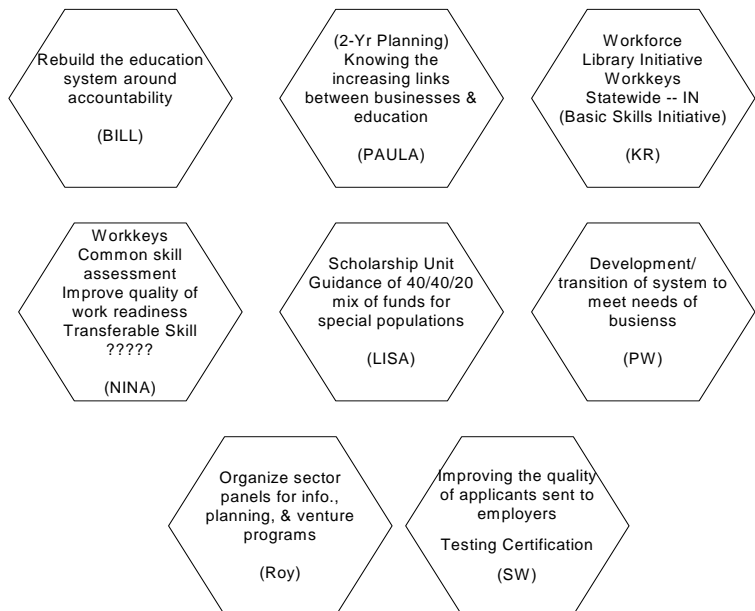 Rebuild the education
system around
accountability
(BILL)
(2-Yr Planning)
Knowing the
increasing links
between businesses &
education
(PAULA)
Workforce
Library Initiative
Workkeys
Statewide -- IN
(Basic Skills Initiative)
(KR)
Workkeys
Common skill
assessment
Improve quality of
work readiness
Transferable Skill
?????
(NINA)
Scholarship Unit
Guidance of 40/40/20
mix of funds for
special populations
(LISA)
Development/
transition of system to
meet needs of
busienss
(PW)
Organize sector
panels for info.,
planning, & venture
programs
(Roy)
Improving the quality
of applicants sent to
employers
Testing Certification
(SW)